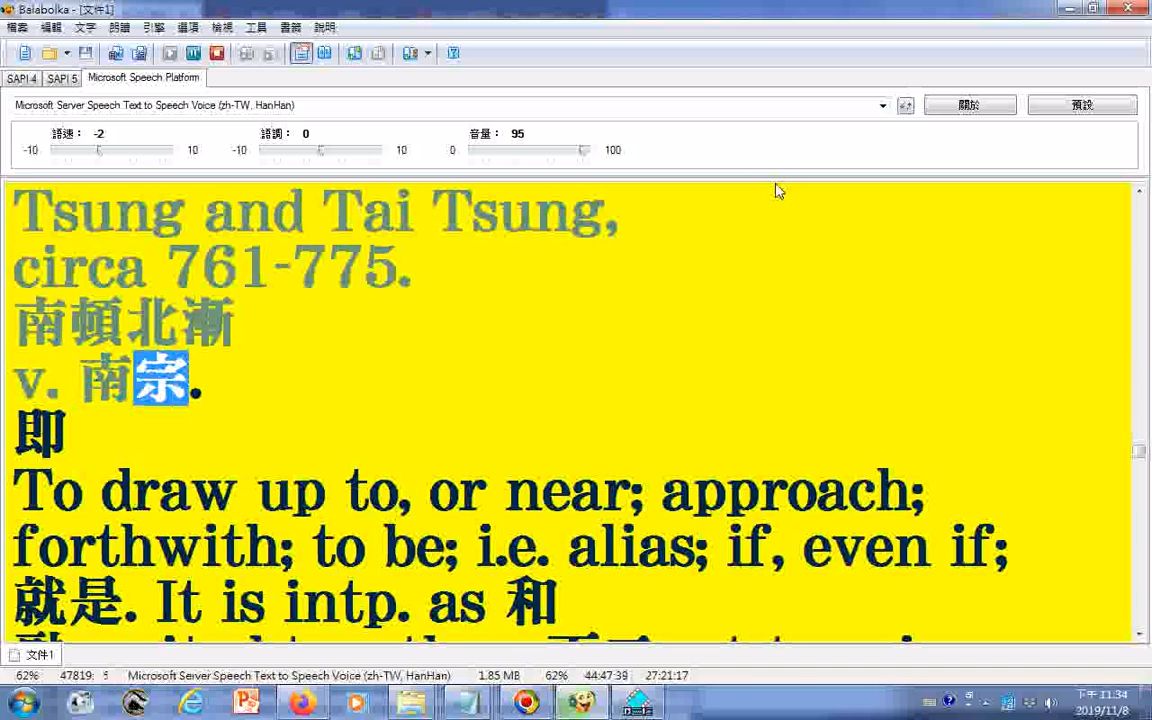 Balabolka - [文件1]
檔案 編輯 文字 朗讀 引擎 選項 檢視 工具 書籤 說明
SAPI 4 SAPI 5 Microsoft Speech Platform
Microsoft Server Speech Text to Speech Voice (zh-TW, HanHan) 關於 預設
語速： -2 語調： 0 音量： 95
-10 10 -10 10 0 100
Tsung and Tai Tsung,
circa 761-775.
南頓北漸
v. 南宗.
即
To draw up to, or near; approach;
forthwith; to be; i.e. alias; if, even if;
就是. It is intp. as 和
文件1
62% 47819: 5 Microsoft Server Speech Text to Speech Voice (zh-TW, HanHan) 1.85 MB 62% 44:47:39 27:21:17
下午 11:34
2019/11/8